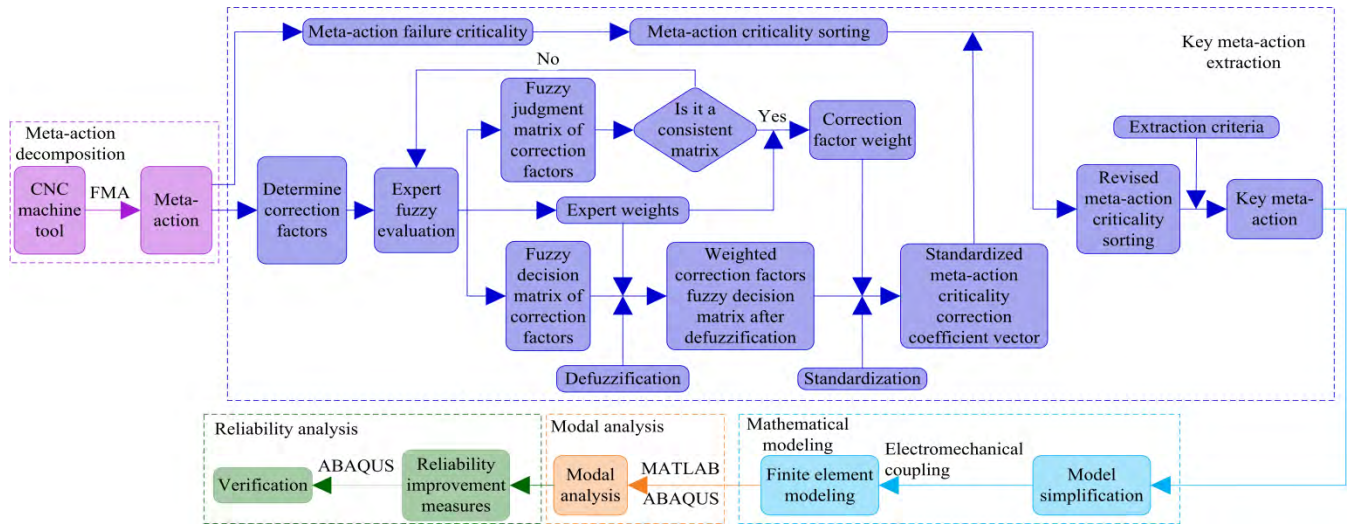 Meta-action failure criticality
Meta-action criticality sorting
Key meta-action
extraction
No
Fuzzy
judgment
matrix of
correction
factors
Is it a
consistent
matrix
Yes
Correction
factor weight
Extraction criteria
Meta-action
decomposition
CNC
machine
tool
FMA
Meta-
action
Determine
correction
factors
Expert
fuzzy
evaluation
Expert weights
Revised
meta-action
criticality
sorting
Key meta-
action
Fuzzy
decision
matrix of
correction
factors
Weighted
correction factors
fuzzy decision
matrix after
defuzzification
Standardized
meta-action
criticality
correction
coefficient vector
Defuzzification
Standardization
Reliability analysis
Modal analysis
Mathematical
modeling
Verification
ABAQUS
Reliability
improvement
measures
Modal
analysis
MATLAB
ABAQUS
Finite element
modeling
Electromechanical
coupling
Model
simplification